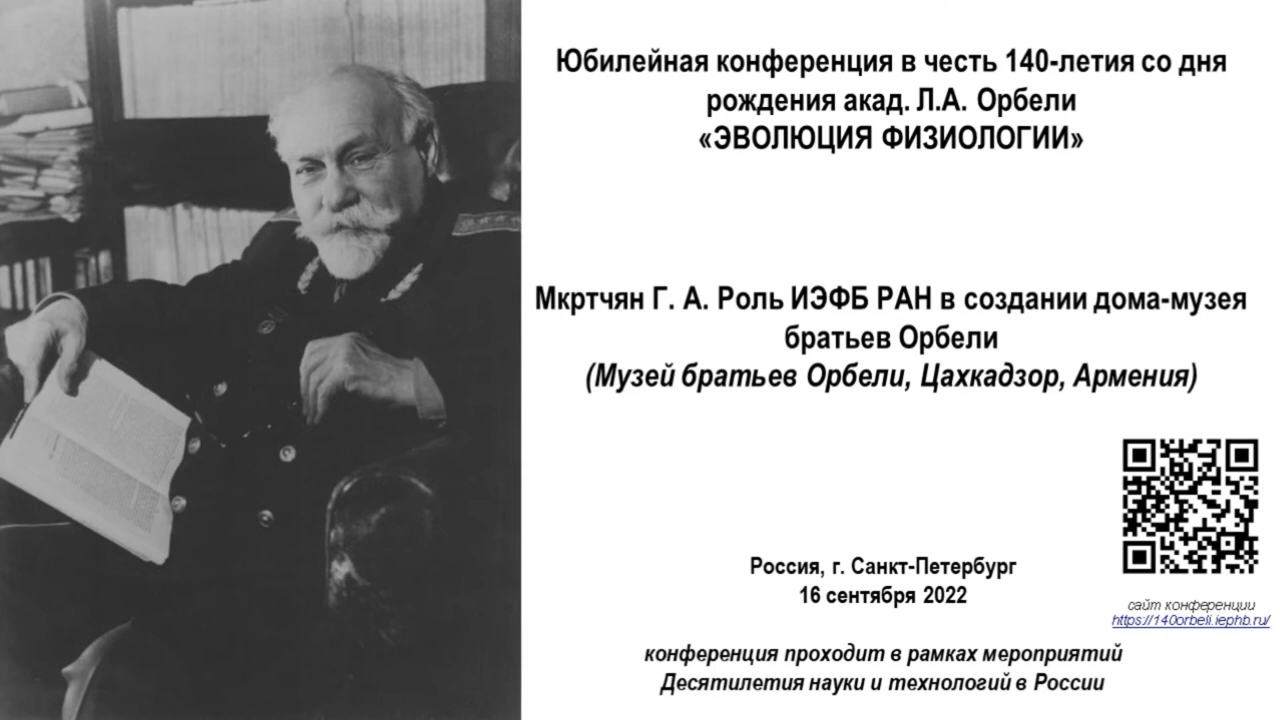 Юбилейная конференция в честь 140-летия со дня
рождения акад. Л.А. Орбели
«ЭВОЛЮЦИЯ ФИЗИОЛОГИИ»
Мкртчян Г. А. Роль ИЭФБ РАН в создании дома-музея
братьев Орбели
(Музей братьев Орбели, Цахкадзор, Армения)
Россия, г. Санкт-Петербург
16 сентября 2022
сайт конференции
https://140orbeli.iephb.ru/
конференция проходит в рамках мероприятий
Десятилетия науки и технологий в России